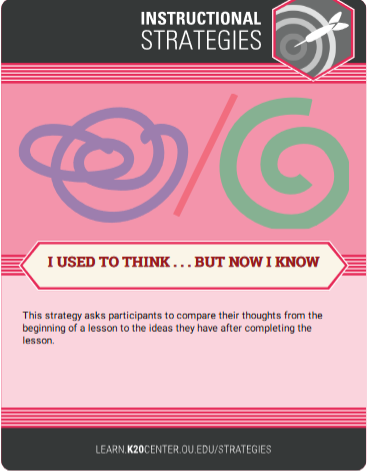 INSTRUCTIONAL
STRATEGIES
I USED TO THINK . . . BUT NOW I KNOW
This strategy asks participants to compare their thoughts from the
beginning of a lesson to the ideas they have after completing the
lesson.
LEARN.K20CENTER.OU.EDU/STRATEGIES